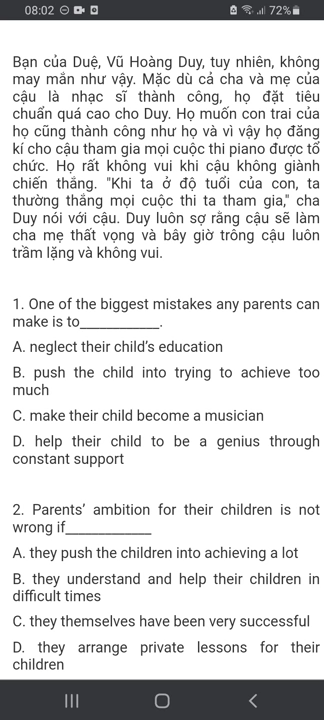 08:02
72%
Bạn của Duệ, Vũ Hoàng Duy, tuy nhiên, không
may mắn như vậy. Mặc dù cả cha và mẹ của
cậu là nhạc sĩ thành công, họ đặt tiêu
chuẩn quá cao cho Duy. Họ muốn con trai của
họ cũng thành công như họ và vì vậy họ đăng
kí cho cậu tham gia mọi cuộc thi piano được tổ
chức. Họ rất không vui khi cậu không giành
chiến thắng. "Khi ta ở độ tuổi của con, ta
thường thắng mọi cuộc thi ta tham gia," cha
Duy nói với cậu. Duy luôn sợ rằng cậu sẽ làm
cha mẹ thất vọng và bây giờ trông cậu luôn
trầm lặng và không vui.
1. One of the biggest mistakes any parents can
make is to____________.
A. neglect their child's education
B. push the child into trying to achieve too
much
C. make their child become a musician
D. help their child to be a genius through
constant support
2. Parents' ambition for their children is not
wrong if_____________
A. they push the children into achieving a lot
B. they understand and help their children in
difficult times
C. they themselves have been very successful
D. they arrange private lessons for their
children